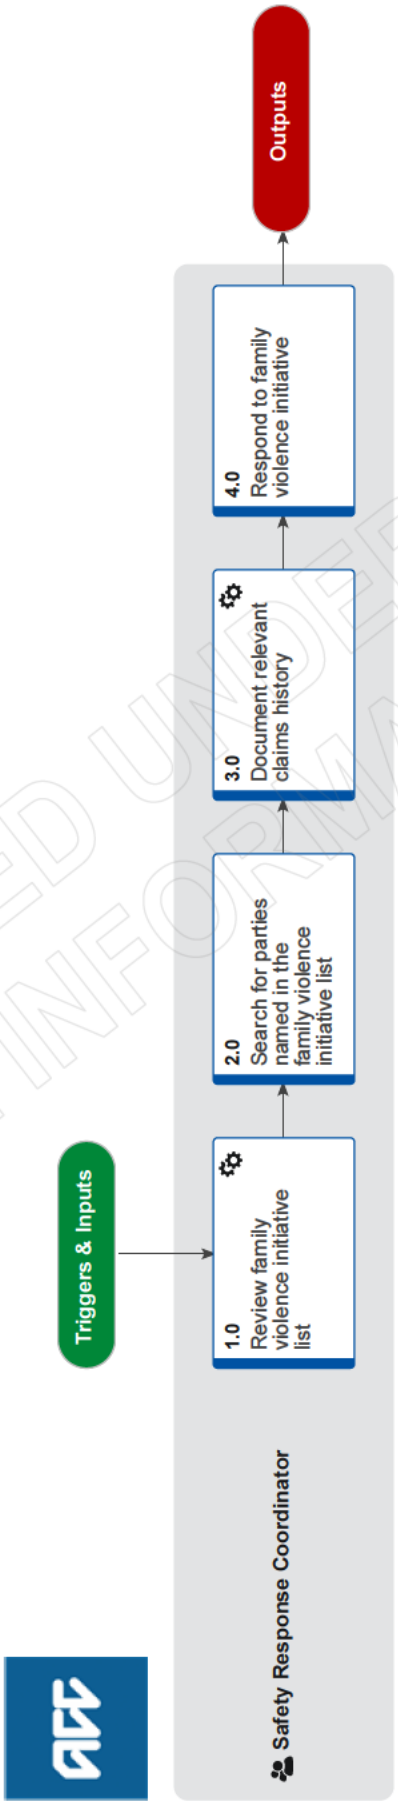 acc
Triggers & Inputs
Outputs
Safety Response Coordinator
1.0
Review family
violence initiative
list
2.0
Search for parties
named in the
family violence
initiative list
3.0
Document relevant
claims history
4.0
Respond to family
violence initiative